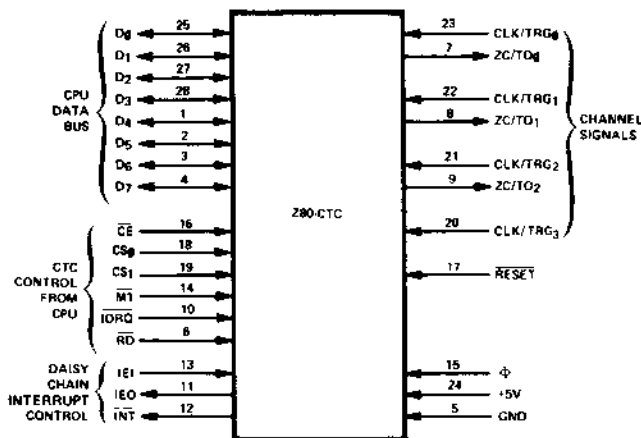 D0 25 23 CLK/TRG0
D1 26 7 ZC/TO0
D2 27
D3 28 22 CLK/TRG1
D4 1 8 ZC/TO1
D5 2
D6 3 21 CLK/TRG2
D7 4 9 ZC/TO2
CPU
DATA
BUS
CHANNEL
SIGNALS
Z80-CTC
CE 16 20 CLK/TRG3
CS0 18
CS1 19 17 RESET
M1 14
IORQ 10
RD 6
CTC
CONTROL
FROM
CPU
IEI 13 15 Φ
IEO 11 24 +5V
INT 12 5 GND
DAISY
CHAIN
INTERRUPT
CONTROL